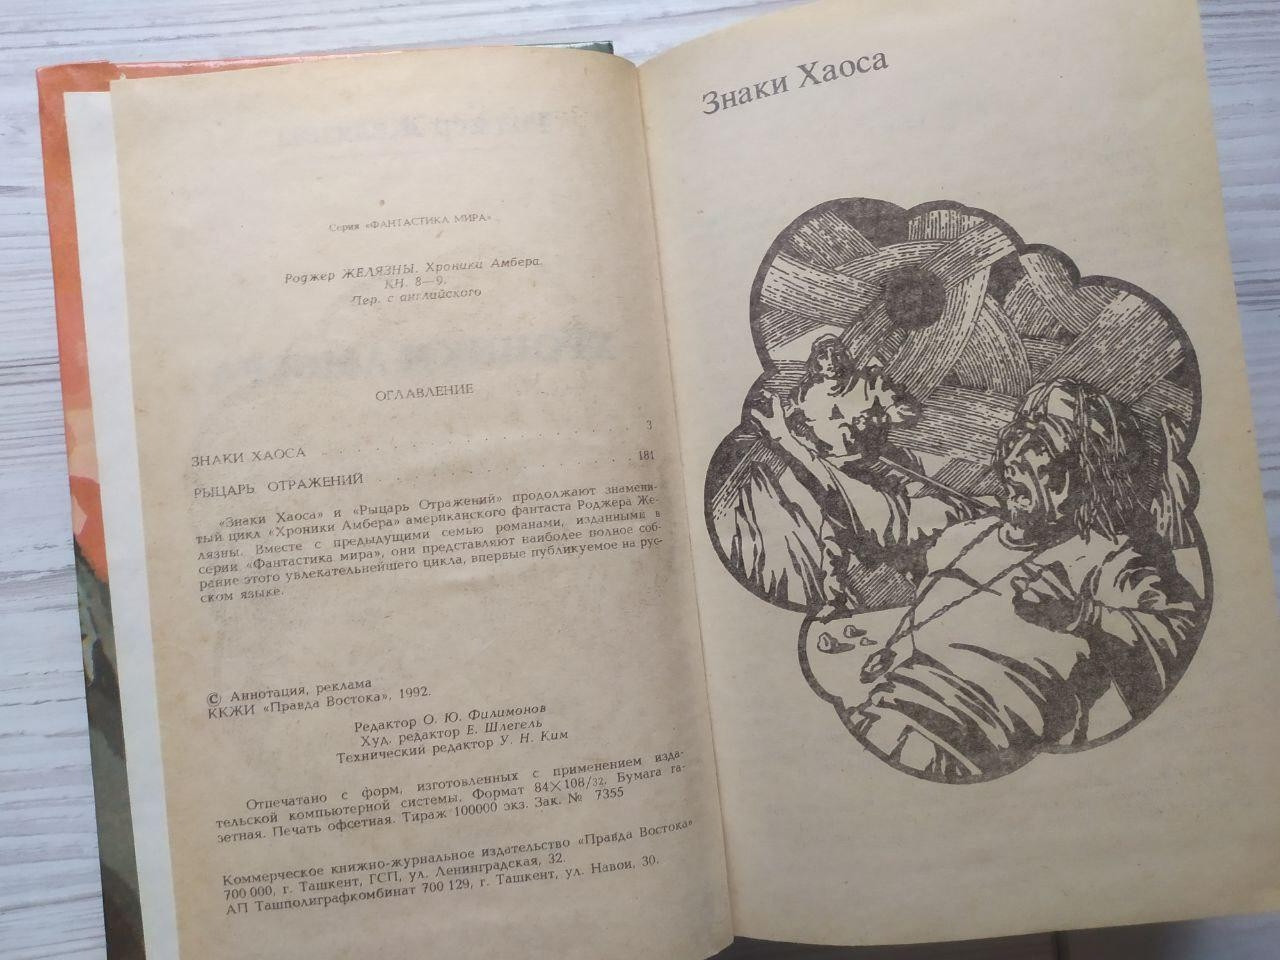 Серия «ФАНТАСТИКА МИРА»
Роджер ЖЕЛЯЗНЫ. Хроники Амбера.
КН. 8—9.
Пер. с английского
ОГЛАВЛЕНИЕ
ЗНАКИ ХАОСА . . . . . . . . . . . . . . . . 3
РЫЦАРЬ ОТРАЖЕНИЙ . . . . . . . . . . . . . 181
«Знаки Хаоса» и «Рыцарь Отражений» продолжают знамени-
тый цикл «Хроники Амбера» американского фантаста Роджера Же-
лязны. Вместе с предыдущими семью романами, изданными в
серии «Фантастика мира», они представляют наиболее полное соб-
рание этого увлекательнейшего цикла, впервые публикуемое на рус-
ском языке.
© Аннотация, реклама
ККЖИ «Правда Востока», 1992.
Редактор О. Ю. Филимонов
Худ. редактор Е. Шлегель
Технический редактор У. Н. Ким
Отпечатано с форм, изготовленных с применением изда-
тельской компьютерной системы. Формат 84×108/32. Бумага га-
зетная. Печать офсетная. Тираж 100000 экз. Зак. № 7355
Коммерческое книжно-журнальное издательство «Правда Востока»
700 000, г. Ташкент, ГСП, ул. Ленинградская, 32.
АП Ташполиграфкомбинат 700 129, г. Ташкент, ул. Навои, 30.
Знаки Хаоса